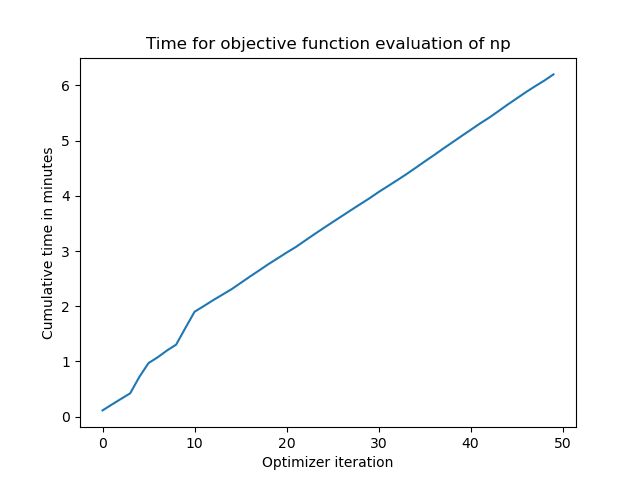 Time for objective function evaluation of np
6
5
4
3
2
1
0
Cumulative time in minutes
0 10 20 30 40 50
Optimizer iteration